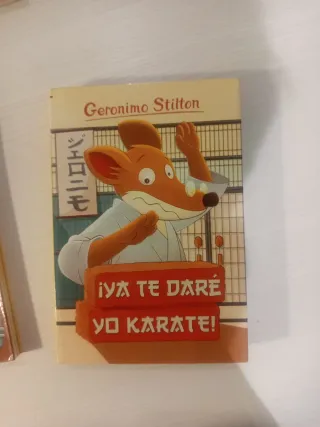 Geronimo Stilton
ジェロニモ
¡YA TE DARÉ
YO KARATE!